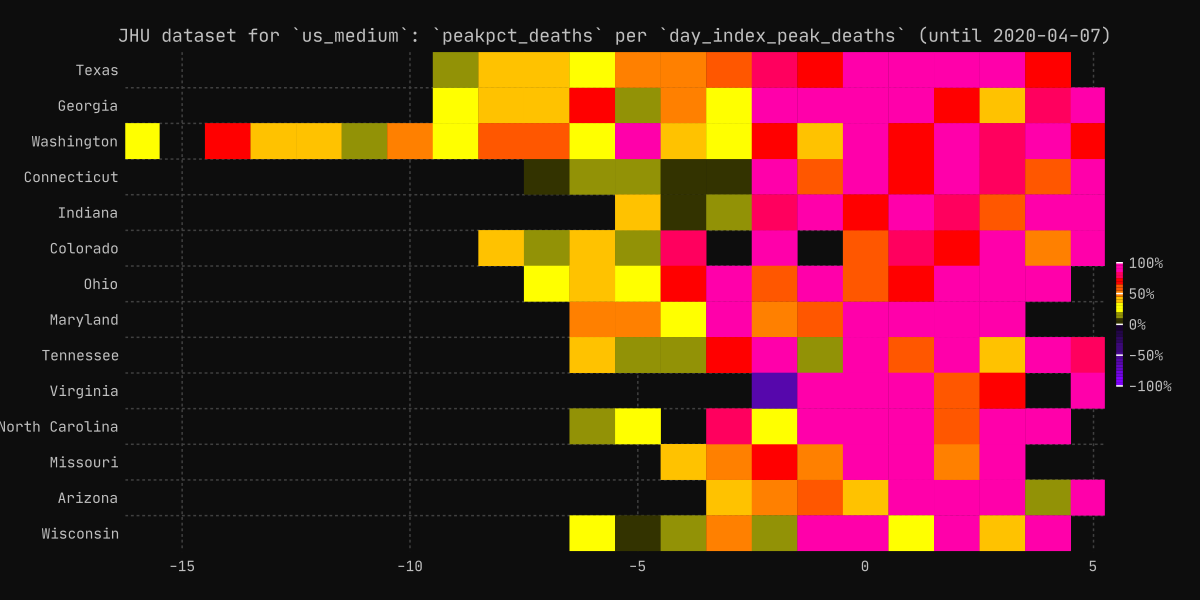 JHU dataset for `us_medium`: `peakpct_deaths` per `day_index_peak_deaths` (until 2020-04-07)
Texas
Georgia
Washington
Connecticut
Indiana
Colorado
Ohio
Maryland
Tennessee
Virginia
North Carolina
Missouri
Arizona
Wisconsin
-15
-10
-5
0
5
100%
50%
0%
-50%
-100%